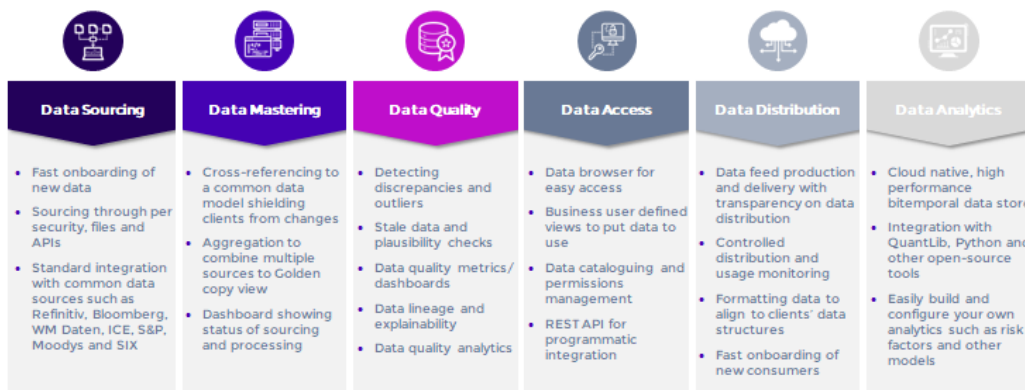 Data Sourcing
Data Mastering
Data Quality
Data Access
Data Distribution
Data Analytics
• Fast onboarding of
new data
• Sourcing through per
security, files and
APIs
• Standard integration
with common data
sources such as
Refinitiv, Bloomberg,
WM Daten, ICE, S&P,
Moodys and SIX
• Cross-referencing to
a common data
model shielding
clients from changes
• Aggregation to
combine multiple
sources to Golden
copy view
• Dashboard showing
status of sourcing
and processing
• Detecting
discrepancies and
outliers
• Stale data and
plausibility checks
• Data quality metrics/
dashboards
• Data lineage and
explainability
• Data quality analytics
• Data browser for
easy access
• Business user defined
views to put data to
use
• Data cataloguing and
permissions
management
• REST API for
programmatic
integration
• Data feed production
and delivery with
transparency on data
distribution
• Controlled
distribution and
usage monitoring
• Formatting data to
align to clients' data
structures
• Fast onboarding of
new consumers
• Cloud native, high
performance
bitemporal data store
• Integration with
QuantLib, Python and
other open-source
tools
• Easily build and
configure your own
analytics such as risk
factors and other
models